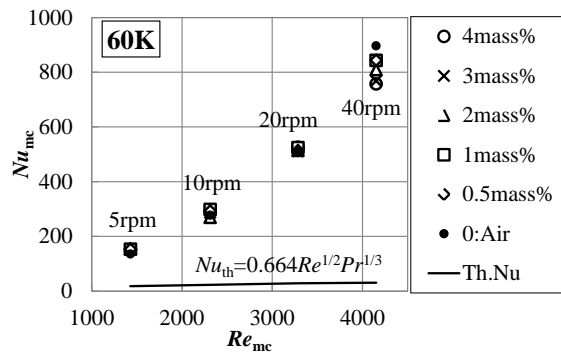 60K
1000
800
600
400
200
0
Nu_mc
5rpm
10rpm
20rpm
40rpm
Nu_th=0.664Re^1/2Pr^1/3
1000
2000
3000
4000
Re_mc
4mass%
3mass%
2mass%
1mass%
0.5mass%
0:Air
Th.Nu